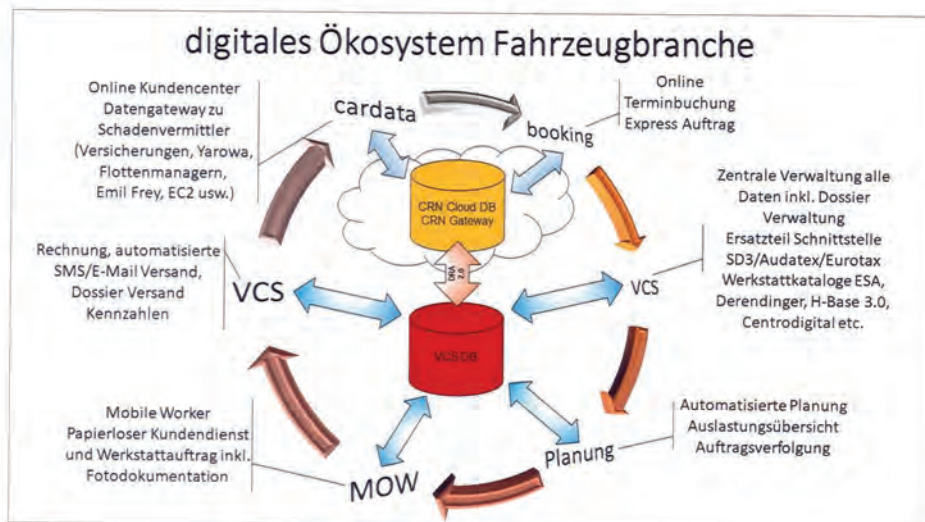 digitales Ökosystem Fahrzeugbranche
Online Kundencenter
Datengateway zu
Schadenvermittler
(Versicherungen, Yarowa,
Flottenmanagern,
Emil Frey, EC2 usw.)
cardata
booking
Online
Terminbuchung
Express Auftrag
CRN Cloud DB
CRN Gateway
DRA
2.0
Zentrale Verwaltung alle
Daten inkl. Dossier
Verwaltung
Ersatzteil Schnittstelle
SD3/Audatex/Eurotax
Werkstattkataloge ESA,
Derendinger, H-Base 3.0,
Centrodigital etc.
VCS
Rechnung, automatisierte
SMS/E-Mail Versand,
Dossier Versand
Kennzahlen
VCS
VCS DB
Mobile Worker
Papierloser Kundendienst
und Werkstattauftrag inkl.
Fotodokumentation
MOW
Planung
Automatisierte Planung
Auslastungsübersicht
Auftragsverfolgung